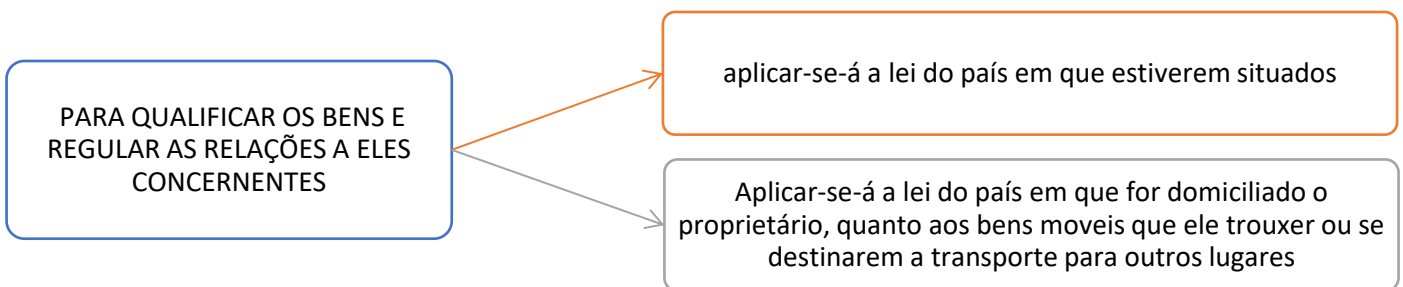 PARA QUALIFICAR OS BENS E
REGULAR AS RELAÇÕES A ELES
CONCERNENTES
aplicar-se-á a lei do país em que estiverem situados
Aplicar-se-á a lei do país em que for domiciliado o
proprietário, quanto aos bens moveis que ele trouxer ou se
destinarem a transporte para outros lugares